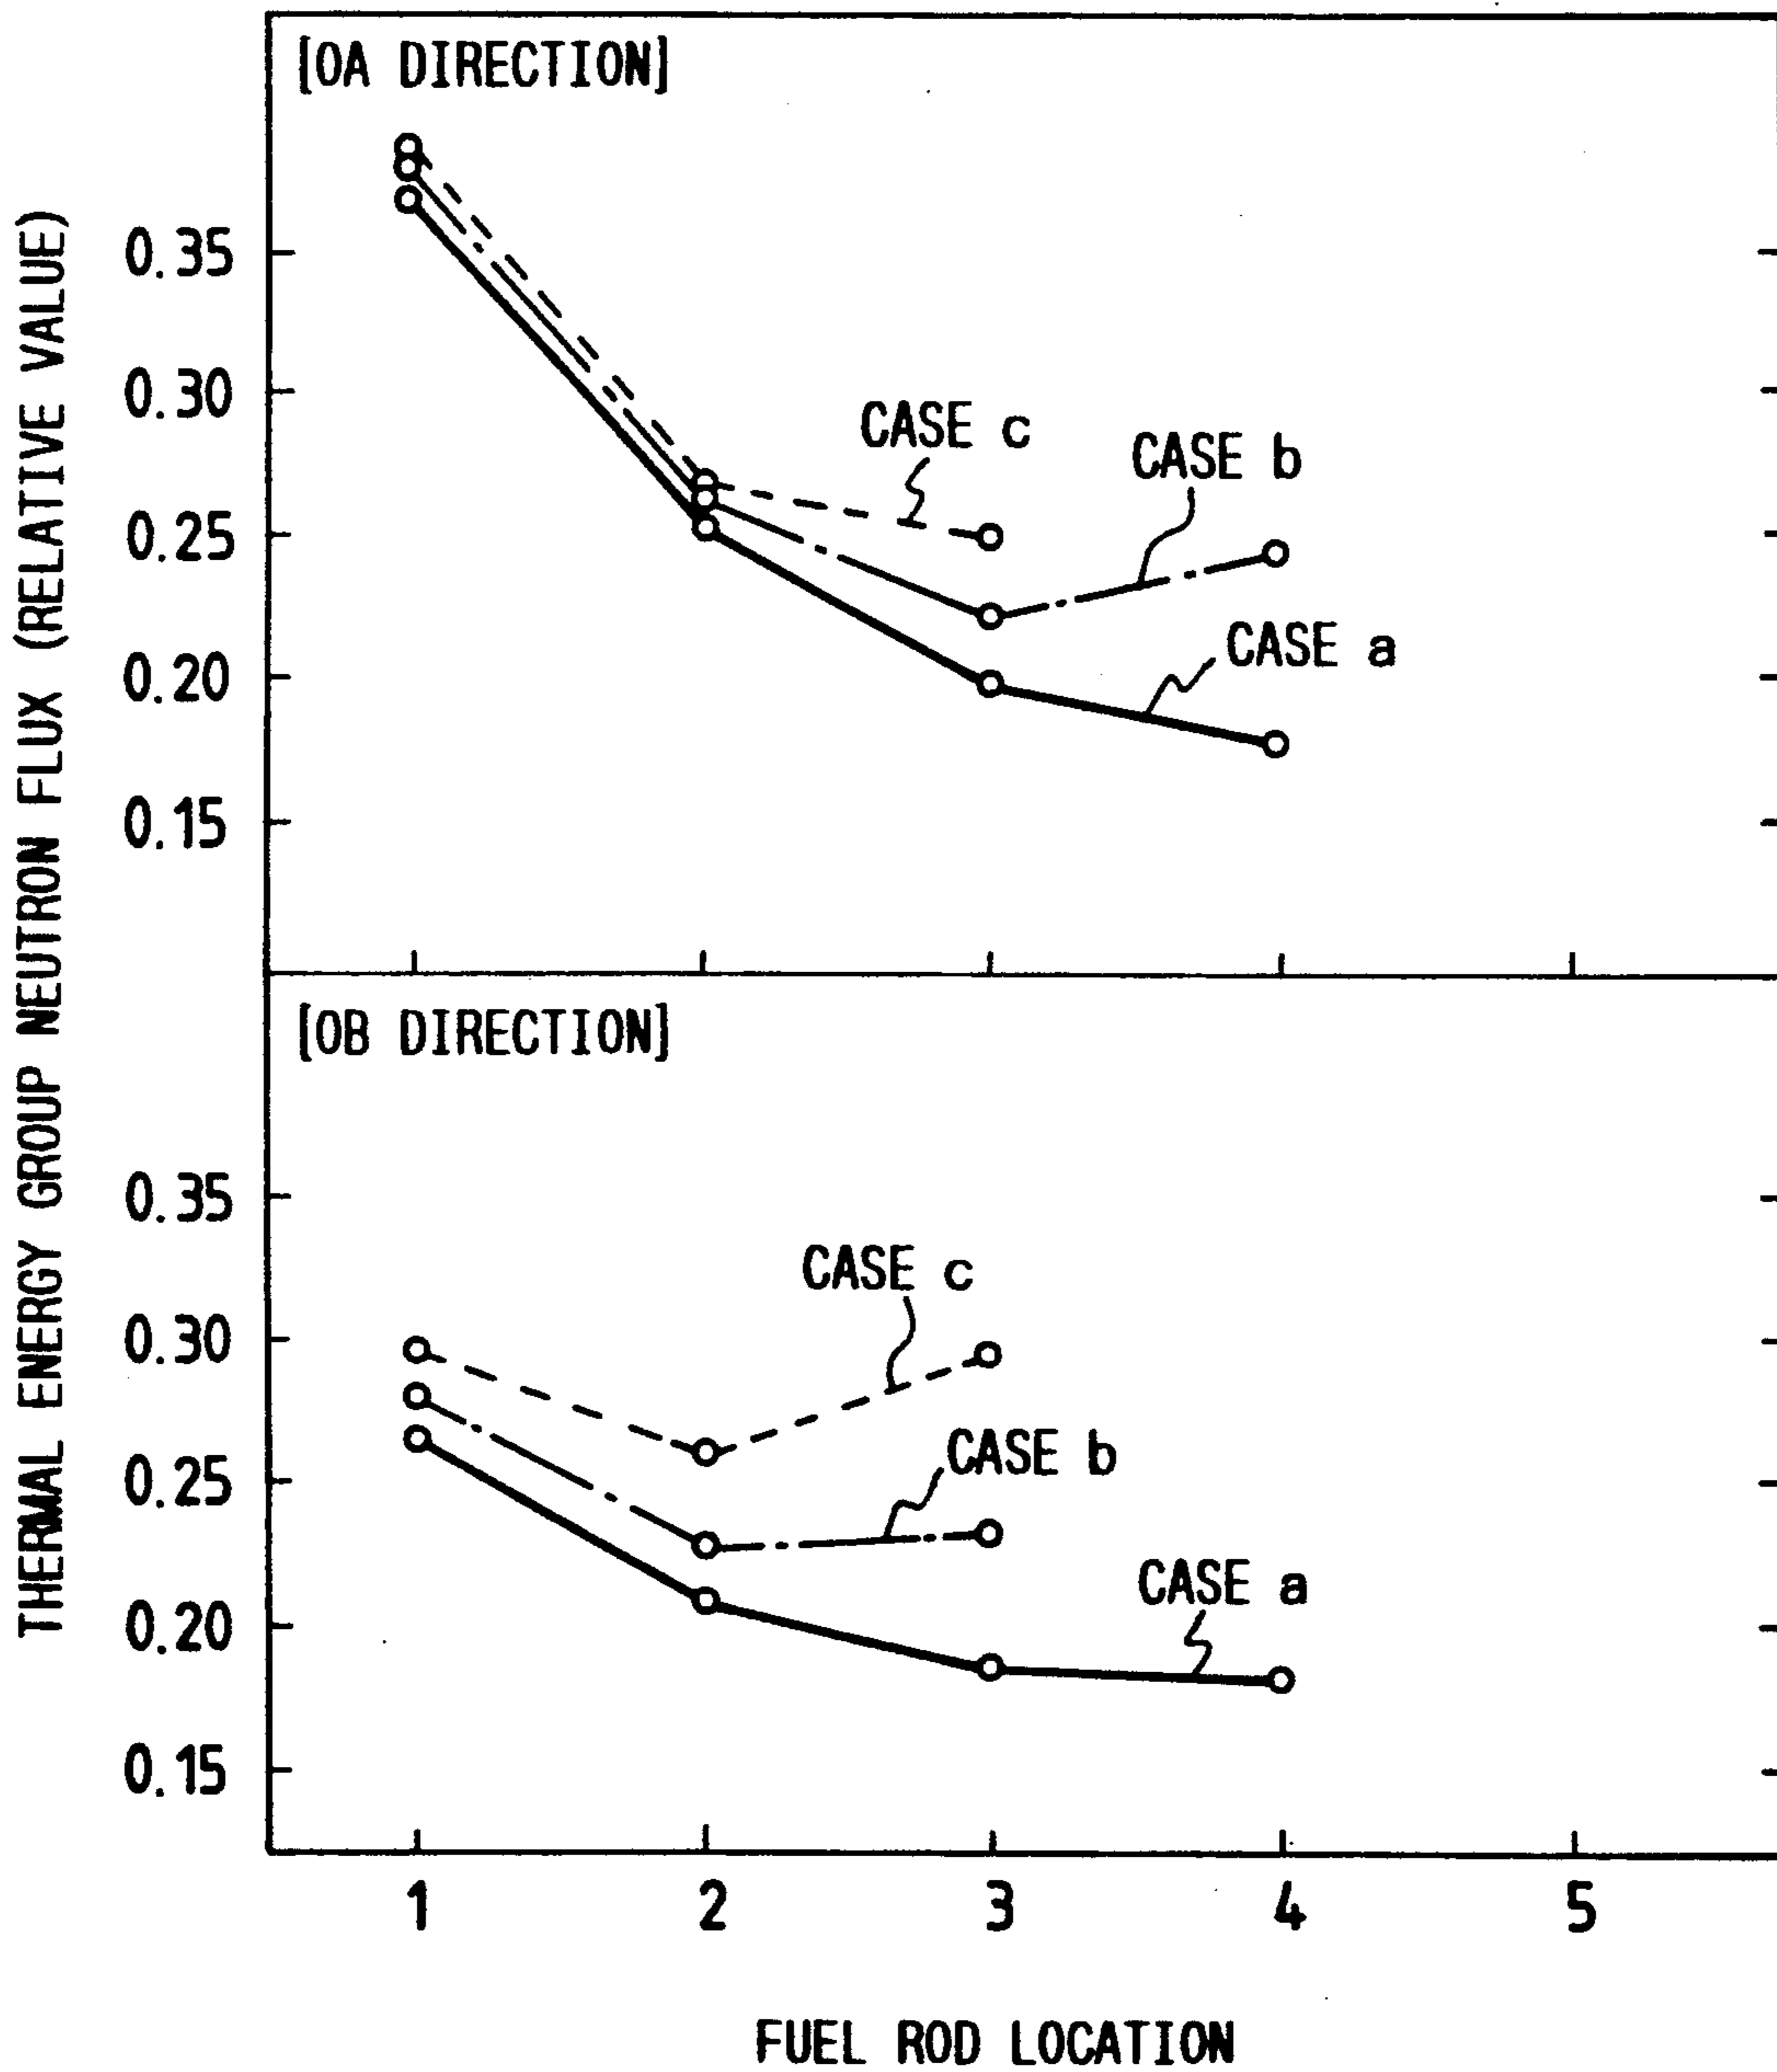 THERMAL ENERGY GROUP NEUTRON FLUX (RELATIVE VALUE)
[OA DIRECTION]
0.35
0.30
0.25
0.20
0.15
CASE c
CASE b
CASE a
[OB DIRECTION]
0.35
0.30
0.25
0.20
0.15
CASE c
CASE b
CASE a
1 2 3 4 5
FUEL ROD LOCATION